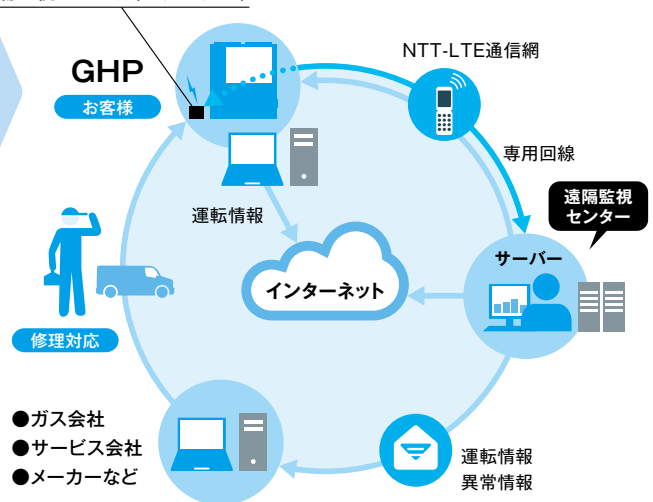 GHP
お客様
NTT-LTE通信網
専用回線
遠隔監視
センター
運転情報
サーバー
インターネット
修理対応
●ガス会社
●サービス会社
●メーカーなど
運転情報
異常情報